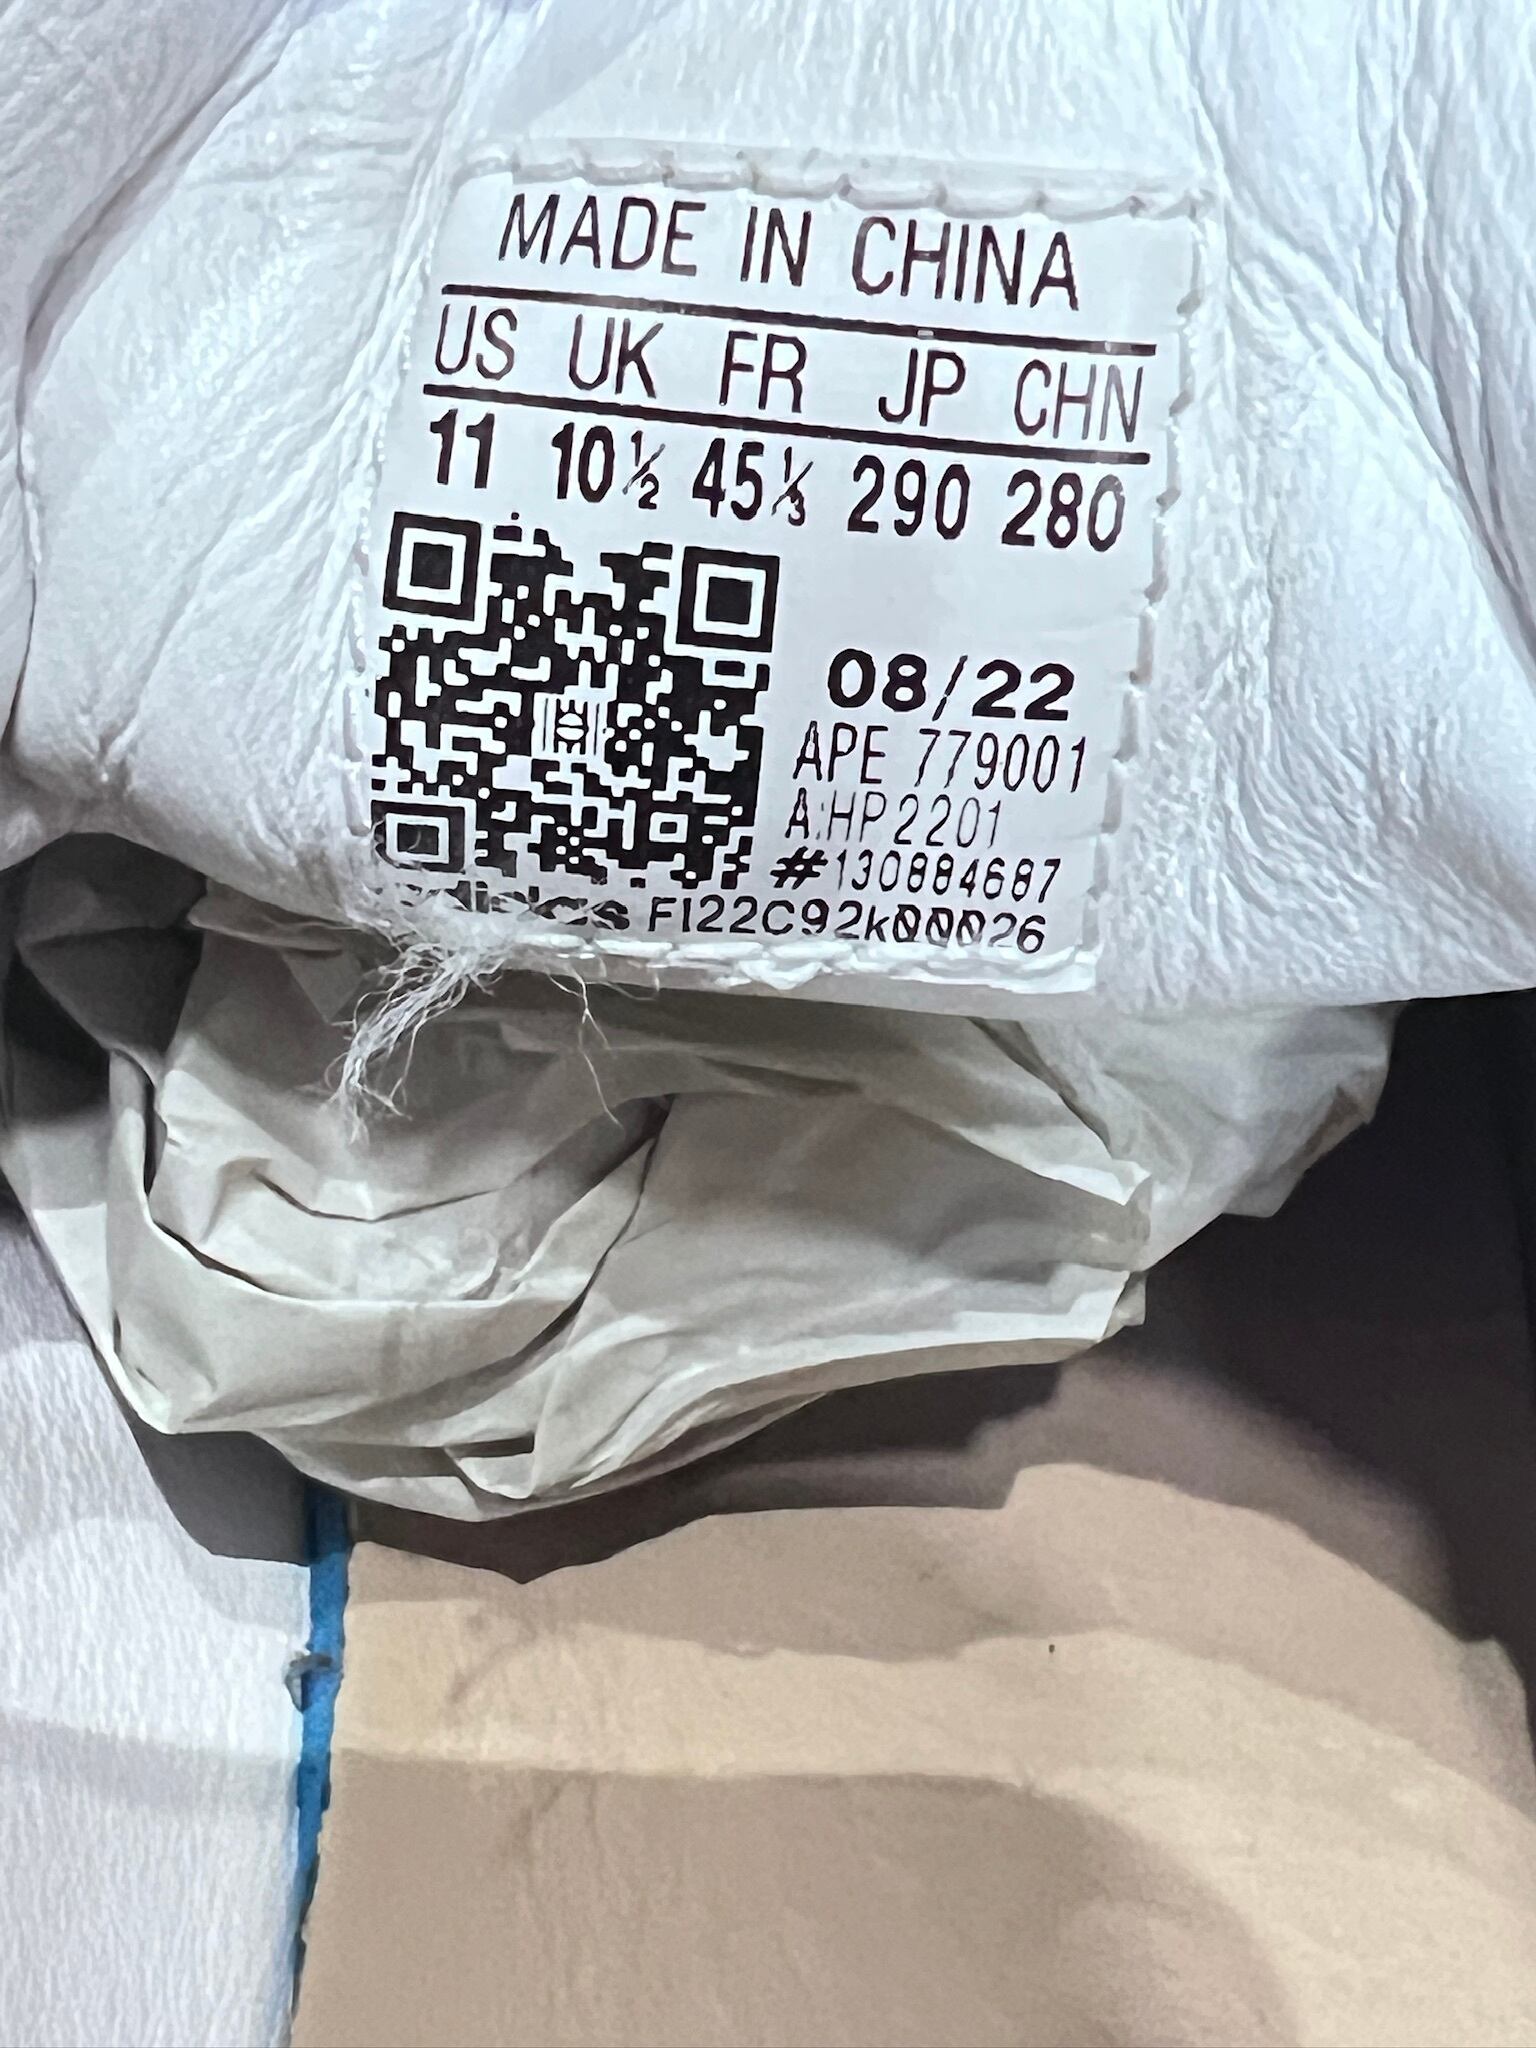 MADE IN CHINA
US UK FR JP CHN
11 10½ 45⅓ 290 280
08/22
APE 779001
A:HP2201
#130884687
FI22C92k00026